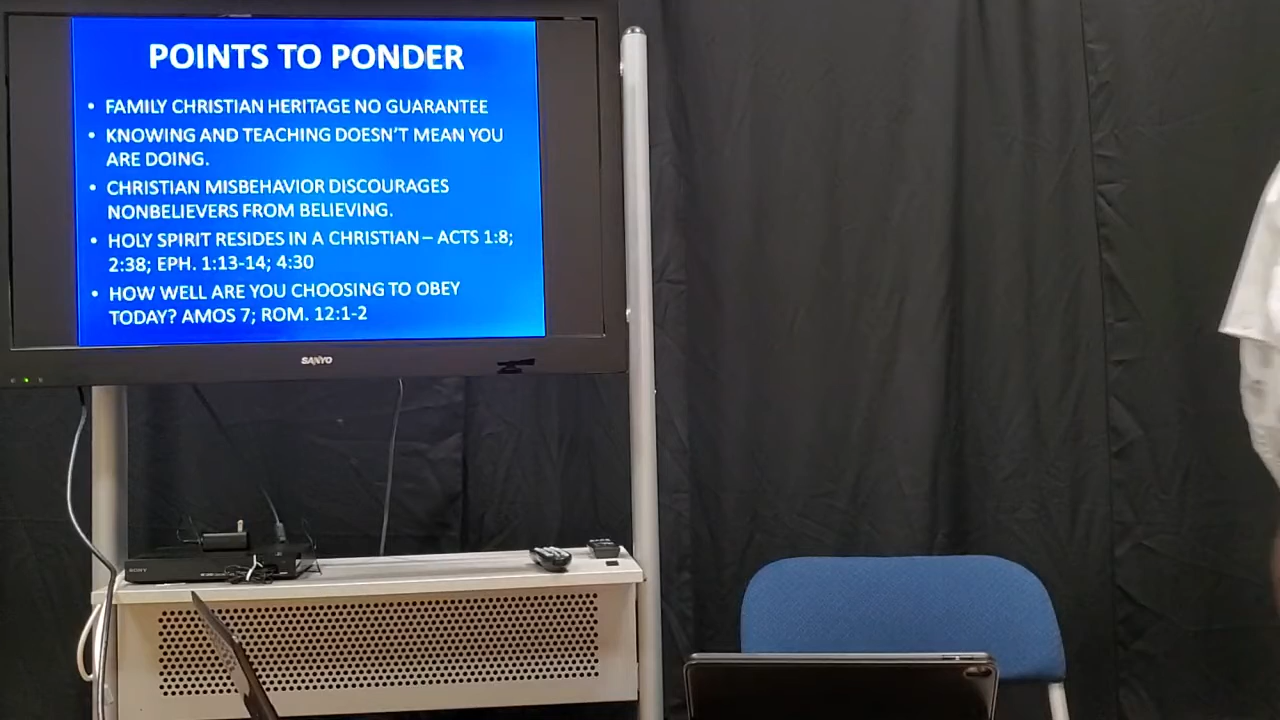 POINTS TO PONDER
• FAMILY CHRISTIAN HERITAGE NO GUARANTEE
• KNOWING AND TEACHING DOESN'T MEAN YOU
ARE DOING.
• CHRISTIAN MISBEHAVIOR DISCOURAGES
NONBELIEVERS FROM BELIEVING.
• HOLY SPIRIT RESIDES IN A CHRISTIAN – ACTS 1:8;
2:38; EPH. 1:13-14; 4:30
• HOW WELL ARE YOU CHOOSING TO OBEY
TODAY? AMOS 7; ROM. 12:1-2
SANYO
SONY